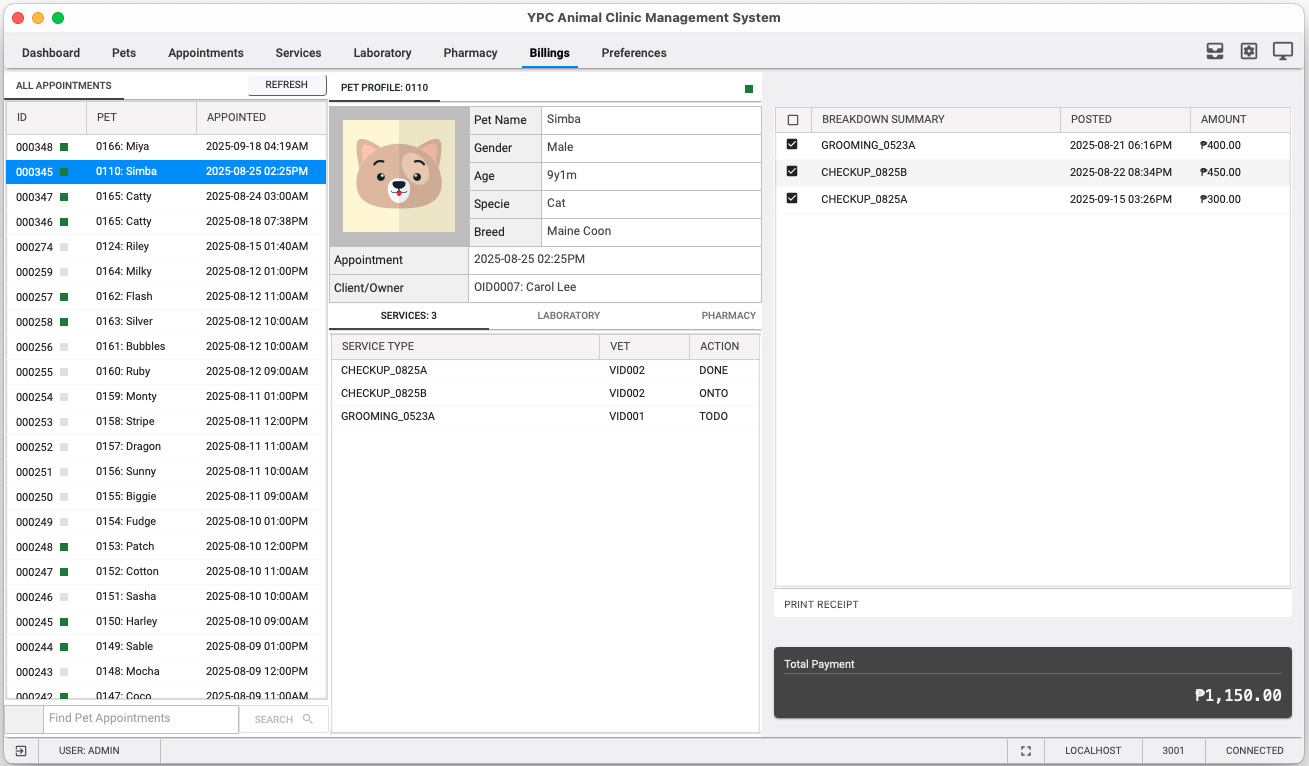 YPC Animal Clinic Management System
Dashboard Pets Appointments Services Laboratory Pharmacy Billings Preferences
ALL APPOINTMENTS REFRESH
ID PET APPOINTED
000348 0166: Miya 2025-09-18 04:19AM
000345 0110: Simba 2025-08-25 02:25PM
000347 0165: Catty 2025-08-24 03:00AM
000346 0165: Catty 2025-08-18 07:38PM
000274 0124: Riley 2025-08-15 01:40AM
000259 0164: Milky 2025-08-12 01:00PM
000257 0162: Flash 2025-08-12 11:00AM
000258 0163: Silver 2025-08-12 10:00AM
000256 0161: Bubbles 2025-08-12 10:00AM
000255 0160: Ruby 2025-08-12 09:00AM
000254 0159: Monty 2025-08-11 01:00PM
000253 0158: Stripe 2025-08-11 12:00PM
000252 0157: Dragon 2025-08-11 11:00AM
000251 0156: Sunny 2025-08-11 10:00AM
000250 0155: Biggie 2025-08-11 09:00AM
000249 0154: Fudge 2025-08-10 01:00PM
000248 0153: Patch 2025-08-10 12:00PM
000247 0152: Cotton 2025-08-10 11:00AM
000246 0151: Sasha 2025-08-10 10:00AM
000245 0150: Harley 2025-08-10 09:00AM
000244 0149: Sable 2025-08-09 01:00PM
000243 0148: Mocha 2025-08-09 12:00PM
000242 0147: Coco 2025-08-09 11:00AM
Find Pet Appointments SEARCH
PET PROFILE: 0110
Pet Name Simba
Gender Male
Age 9y1m
Specie Cat
Breed Maine Coon
Appointment 2025-08-25 02:25PM
Client/Owner OID0007: Carol Lee
SERVICES: 3 LABORATORY PHARMACY
SERVICE TYPE VET ACTION
CHECKUP_0825A VID002 DONE
CHECKUP_0825B VID002 ONTO
GROOMING_0523A VID001 TODO
BREAKDOWN SUMMARY POSTED AMOUNT
GROOMING_0523A 2025-08-21 06:16PM ₱400.00
CHECKUP_0825B 2025-08-22 08:34PM ₱450.00
CHECKUP_0825A 2025-09-15 03:26PM ₱300.00
PRINT RECEIPT
Total Payment
₱1,150.00
USER: ADMIN LOCALHOST 3001 CONNECTED